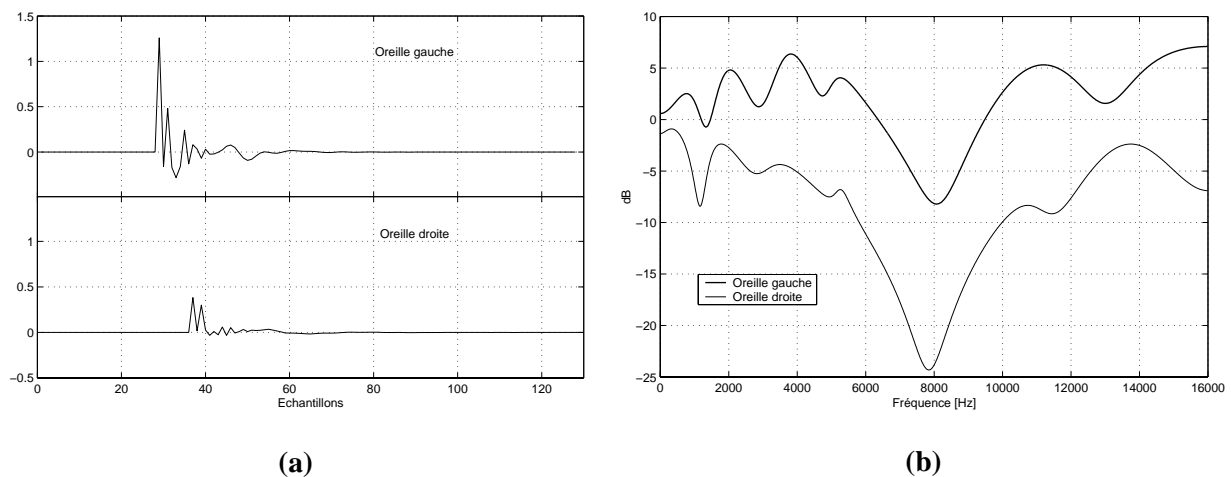 1.5
1
0.5
0
Oreille gauche
1
0.5
0
−0.5
Oreille droite
0 20 40 60 80 100 120
Echantillons
(a)
10
5
0
−5
−10
−15
−20
−25
dB
Oreille gauche
Oreille droite
0 2000 4000 6000 8000 10000 12000 14000 16000
Fréquence [Hz]
(b)